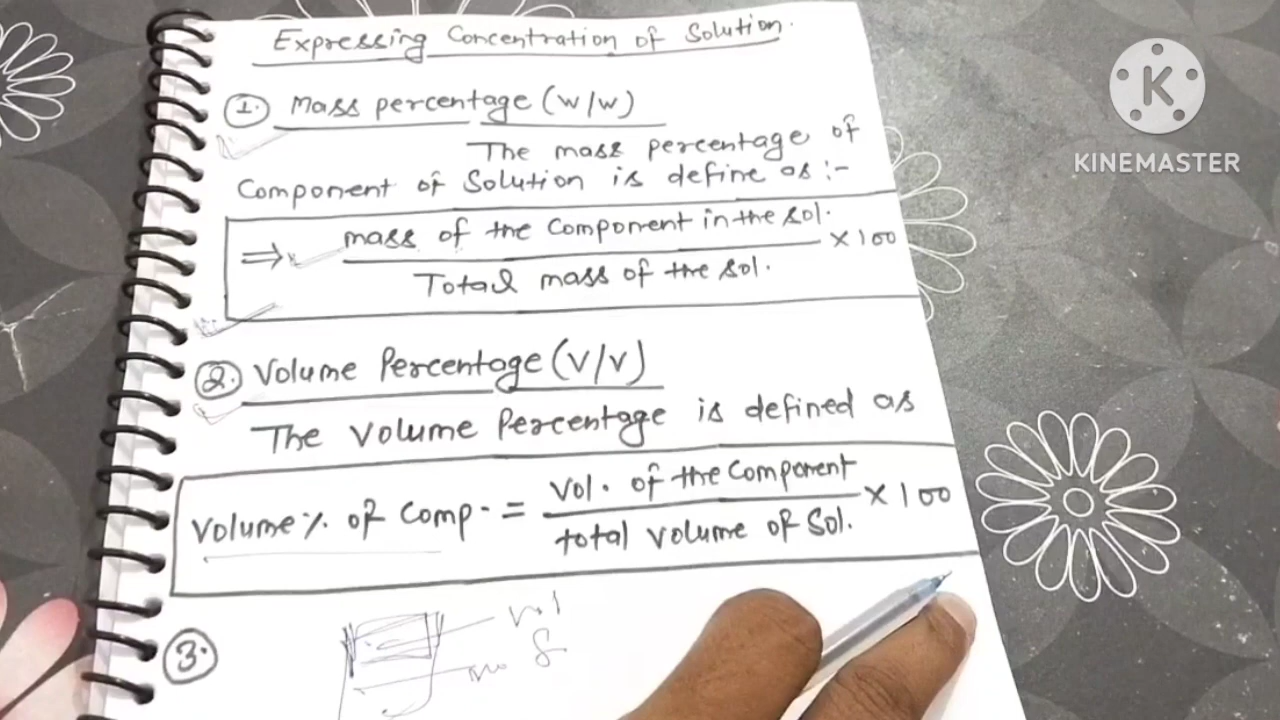 Expressing Concentration of Solution.
1. Mass percentage (w/w)
The mass percentage of
Component of Solution is define as :-
⇒ mass of the Component in the sol. × 100
Total mass of the sol.
2. Volume Percentage (V/V)
The Volume Percentage is defined as
Volume % of Comp. = Vol. of the Component × 100
total volume of Sol.
3.
K
KINEMASTER